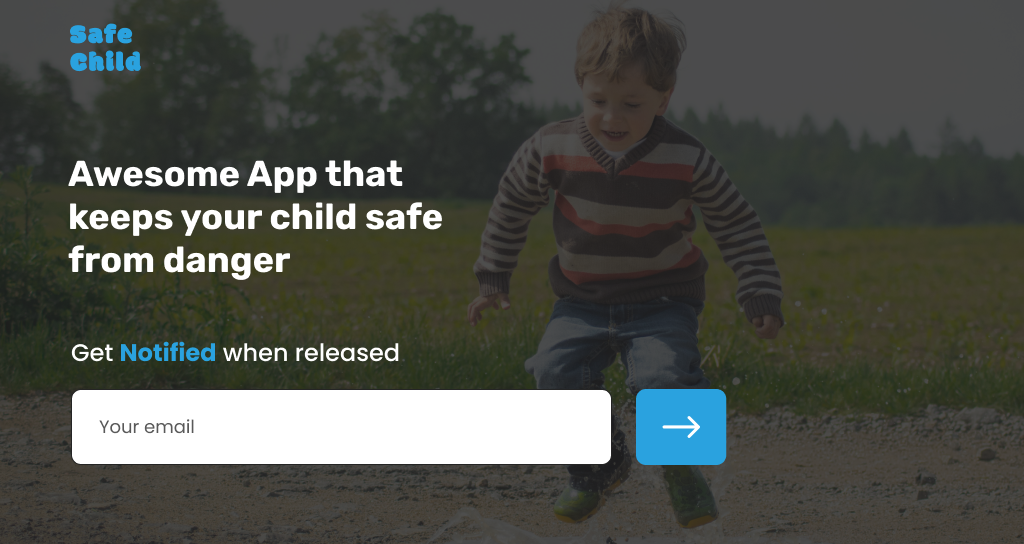 Safe
Child
Awesome App that
keeps your child safe
from danger
Get Notified when released
Your email